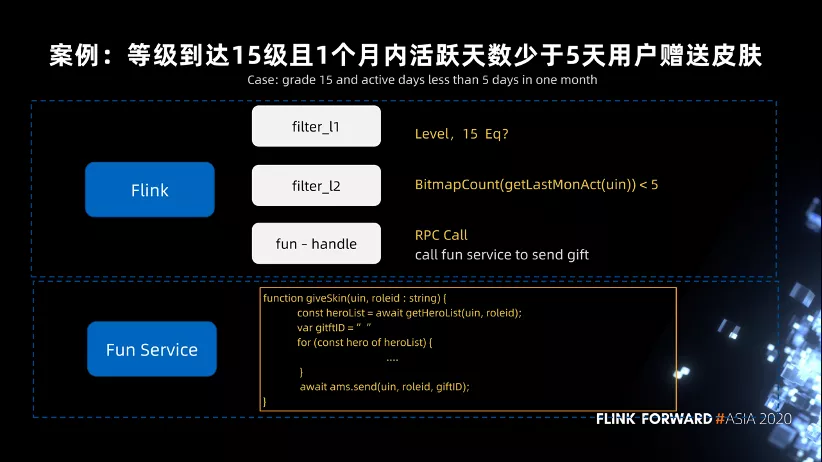 案例：等级到达15级且1个月内活跃天数少于5天用户赠送皮肤
Case: grade 15 and active days less than 5 days in one month
Flink
filter_l1
Level，15 Eq?
filter_l2
BitmapCount(getLastMonAct(uin)) < 5
fun – handle
RPC Call
call fun service to send gift
Fun Service
function giveSkin(uin, roleid : string) {
const heroList = await getHeroList(uin, roleid);
var gitftID = “ ”
for (const hero of heroList) {
....
}
await ams.send(uin, roleid, giftID);
}
FLINK FORWARD #ASIA 2020